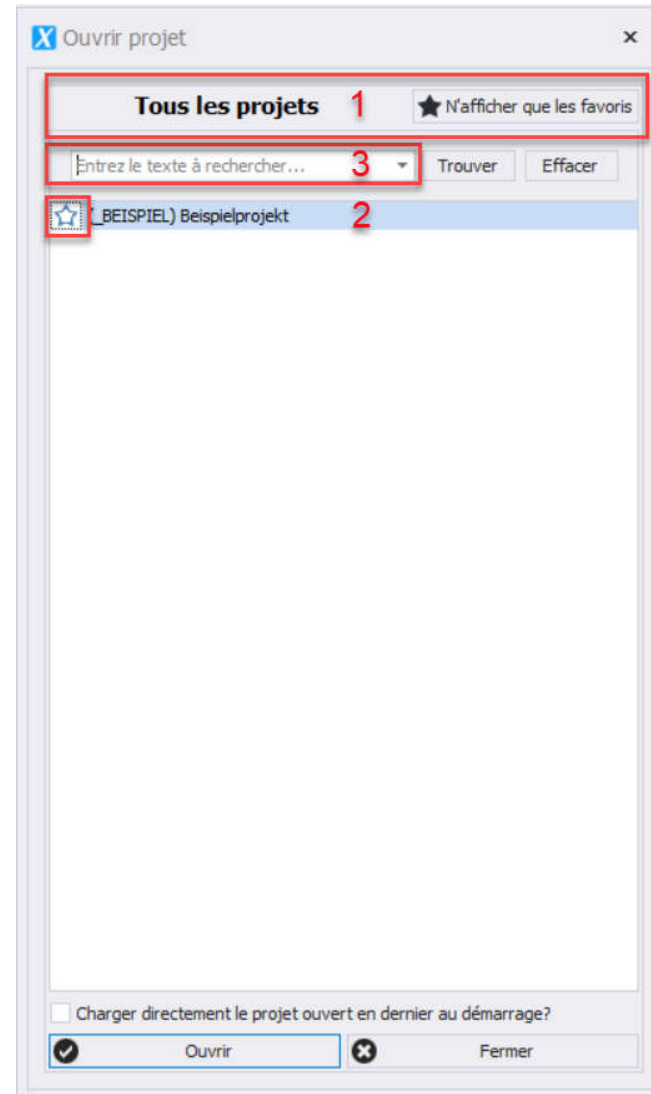 X Ouvrir projet x
Tous les projets 1 N'afficher que les favoris
Entrez le texte à rechercher... 3 Trouver Effacer
(_BEISPIEL) Beispielprojekt 2
Charger directement le projet ouvert en dernier au démarrage?
Ouvrir Fermer